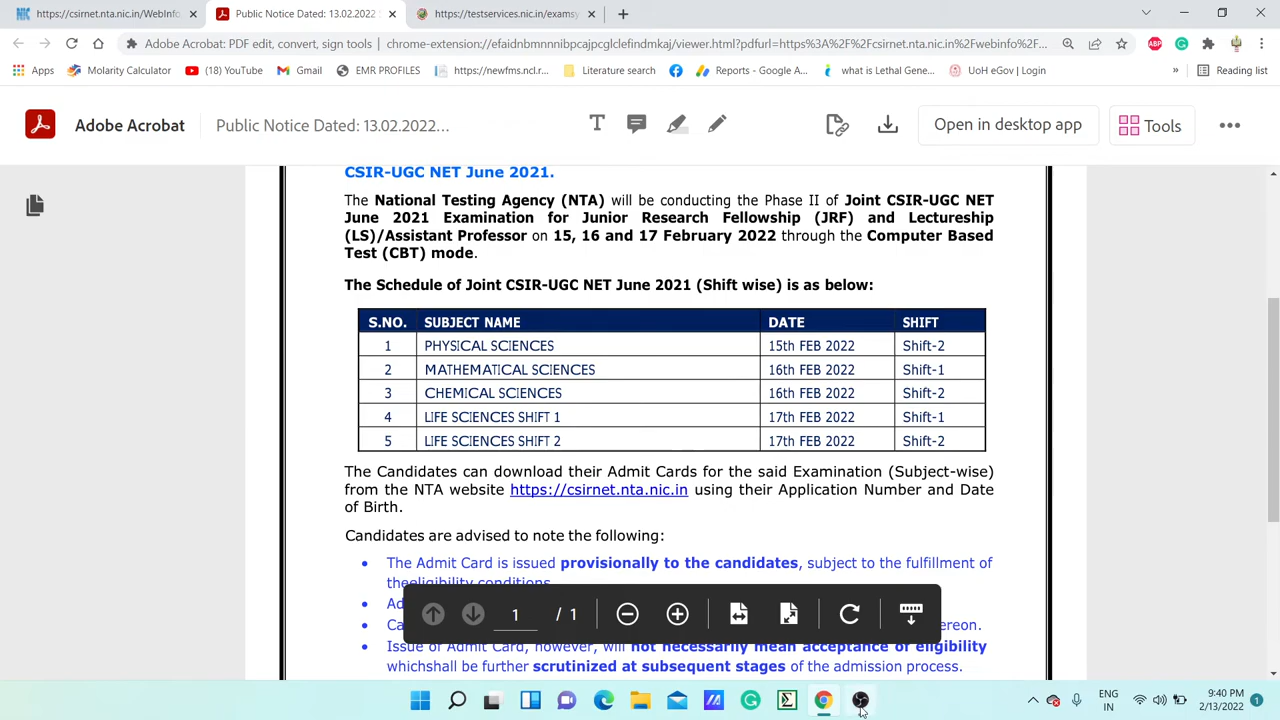 https://csirnet.nta.nic.in/WebInfo
Public Notice Dated: 13.02.2022
https://testservices.nic.in/examsy
Adobe Acrobat: PDF edit, convert, sign tools | chrome-extension://efaidnbmnnnibpcajpcglclefindmkaj/viewer.html?pdfurl=https%3A%2F%2Fcsirnet.nta.nic.in%2Fwebinfo%2F...
Apps Molarity Calculator (18) YouTube Gmail EMR PROFILES https://newfms.ncl.r... Literature search Reports - Google A... what is Lethal Gene... UoH eGov | Login » Reading list
Adobe Acrobat Public Notice Dated: 13.02.2022... Open in desktop app Tools
CSIR-UGC NET June 2021.
The National Testing Agency (NTA) will be conducting the Phase II of Joint CSIR-UGC NET
June 2021 Examination for Junior Research Fellowship (JRF) and Lectureship
(LS)/Assistant Professor on 15, 16 and 17 February 2022 through the Computer Based
Test (CBT) mode.
The Schedule of Joint CSIR-UGC NET June 2021 (Shift wise) is as below:
S.NO. SUBJECT NAME DATE SHIFT
1 PHYSICAL SCIENCES 15th FEB 2022 Shift-2
2 MATHEMATICAL SCIENCES 16th FEB 2022 Shift-1
3 CHEMICAL SCIENCES 16th FEB 2022 Shift-2
4 LIFE SCIENCES SHIFT 1 17th FEB 2022 Shift-1
5 LIFE SCIENCES SHIFT 2 17th FEB 2022 Shift-2
The Candidates can download their Admit Cards for the said Examination (Subject-wise)
from the NTA website https://csirnet.nta.nic.in using their Application Number and Date
of Birth.
Candidates are advised to note the following:
• The Admit Card is issued provisionally to the candidates, subject to the fulfillment of
theeligibility conditions.
• Ad
• Ca ereon.
1 / 1
• Issue of Admit Card, however, will not necessarily mean acceptance of eligibility
whichshall be further scrutinized at subsequent stages of the admission process.
ENG
IN
9:40 PM
2/13/2022